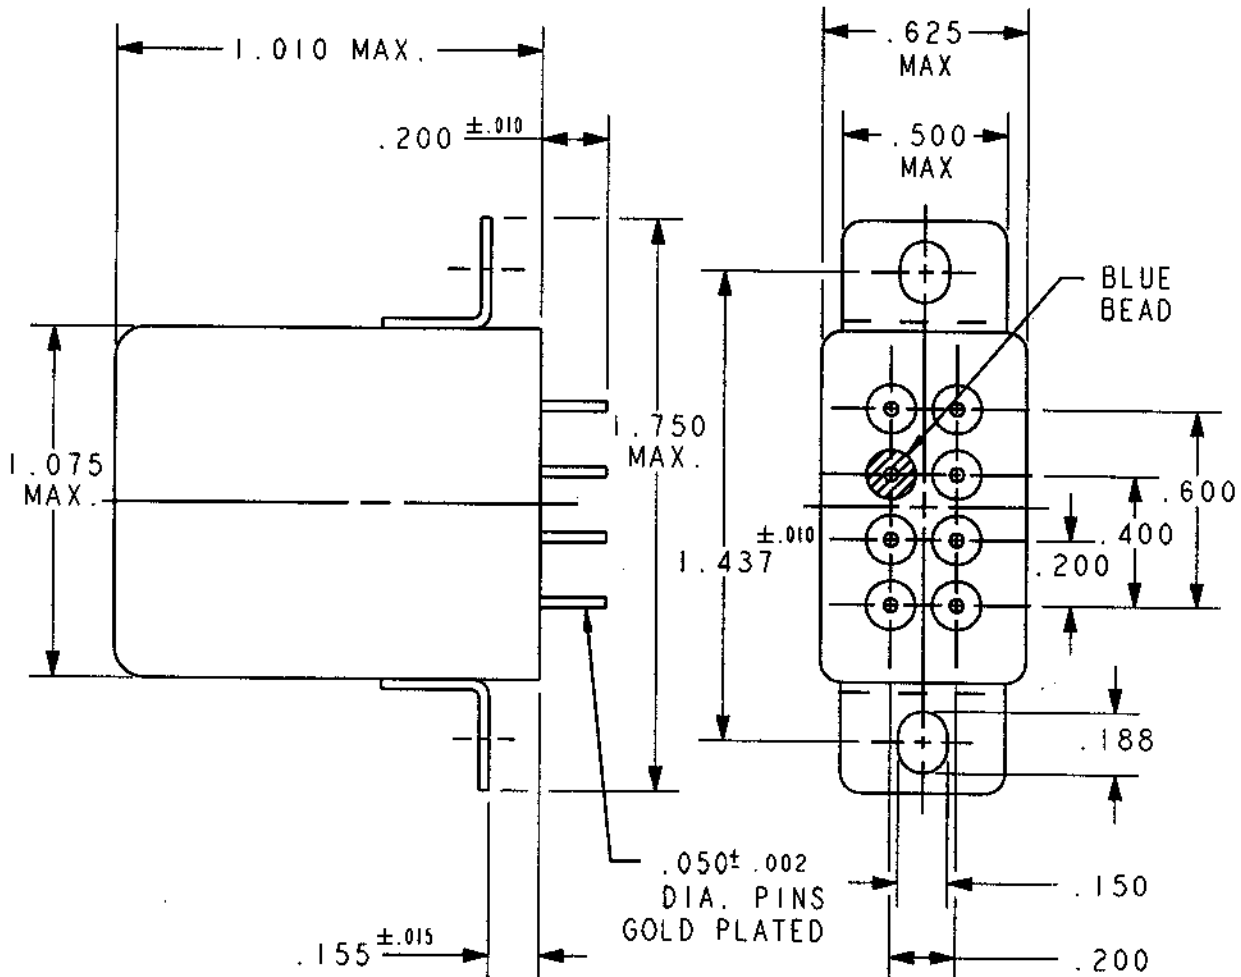 1.010 MAX.
.625
MAX
.200 ±.010
.500
MAX
BLUE
BEAD
1.750
MAX.
1.075
MAX.
.600
.400
1.437 ±.010
.200
.188
.050± .002
DIA. PINS
GOLD PLATED
.150
.155 ±.015
.200